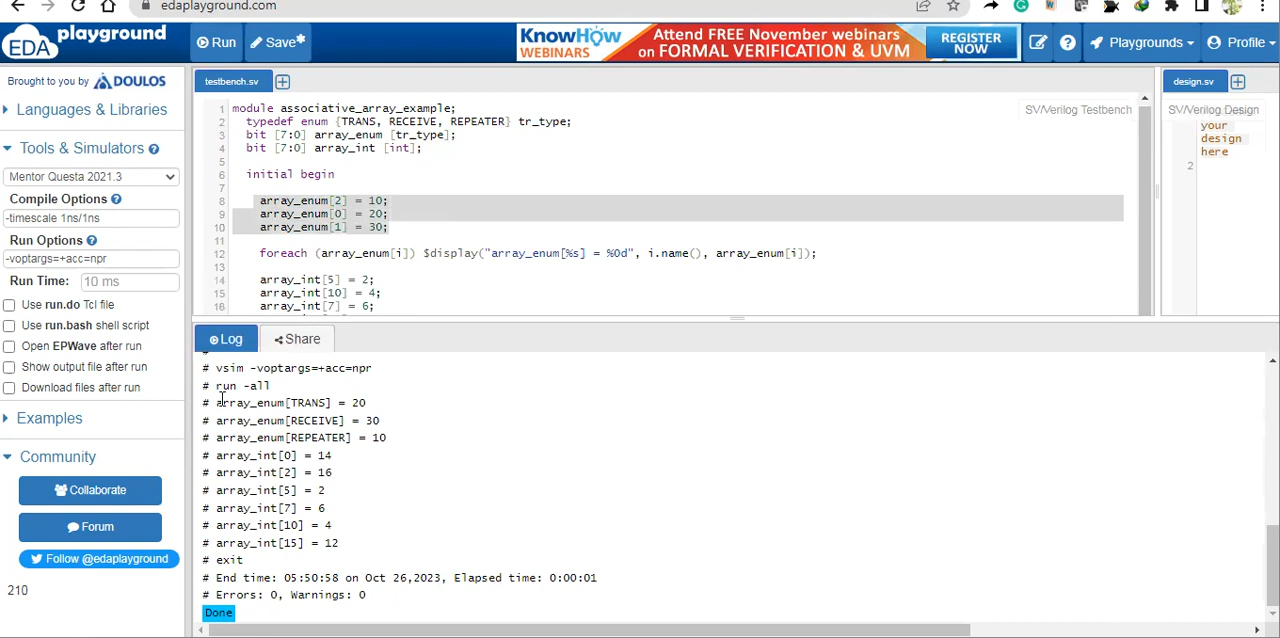 edaplayground.com
EDA playground
Run
Save*
KnowHow WEBINARS
Attend FREE November webinars
on FORMAL VERIFICATION & UVM
REGISTER NOW
Playgrounds
Profile
Brought to you by DOULOS
Languages & Libraries
Tools & Simulators
Mentor Questa 2021.3
Compile Options
-timescale 1ns/1ns
Run Options
-voptargs=+acc=npr
Run Time: 10 ms
Use run.do Tcl file
Use run.bash shell script
Open EPWave after run
Show output file after run
Download files after run
Examples
Community
Collaborate
Forum
Follow @edaplayground
210
testbench.sv
SV/Verilog Testbench
1 module associative_array_example;
2 typedef enum {TRANS, RECEIVE, REPEATER} tr_type;
3 bit [7:0] array_enum [tr_type];
4 bit [7:0] array_int [int];
5
6 initial begin
7
8 array_enum[2] = 10;
9 array_enum[0] = 20;
10 array_enum[1] = 30;
11
12 foreach (array_enum[i]) $display("array_enum[%s] = %0d", i.name(), array_enum[i]);
13
14 array_int[5] = 2;
15 array_int[10] = 4;
16 array_int[7] = 6;
design.sv
SV/Verilog Design
your
design
here
2
Log
Share
# vsim -voptargs=+acc=npr
# run -all
# array_enum[TRANS] = 20
# array_enum[RECEIVE] = 30
# array_enum[REPEATER] = 10
# array_int[0] = 14
# array_int[2] = 16
# array_int[5] = 2
# array_int[7] = 6
# array_int[10] = 4
# array_int[15] = 12
# exit
# End time: 05:50:58 on Oct 26,2023, Elapsed time: 0:00:01
# Errors: 0, Warnings: 0
Done